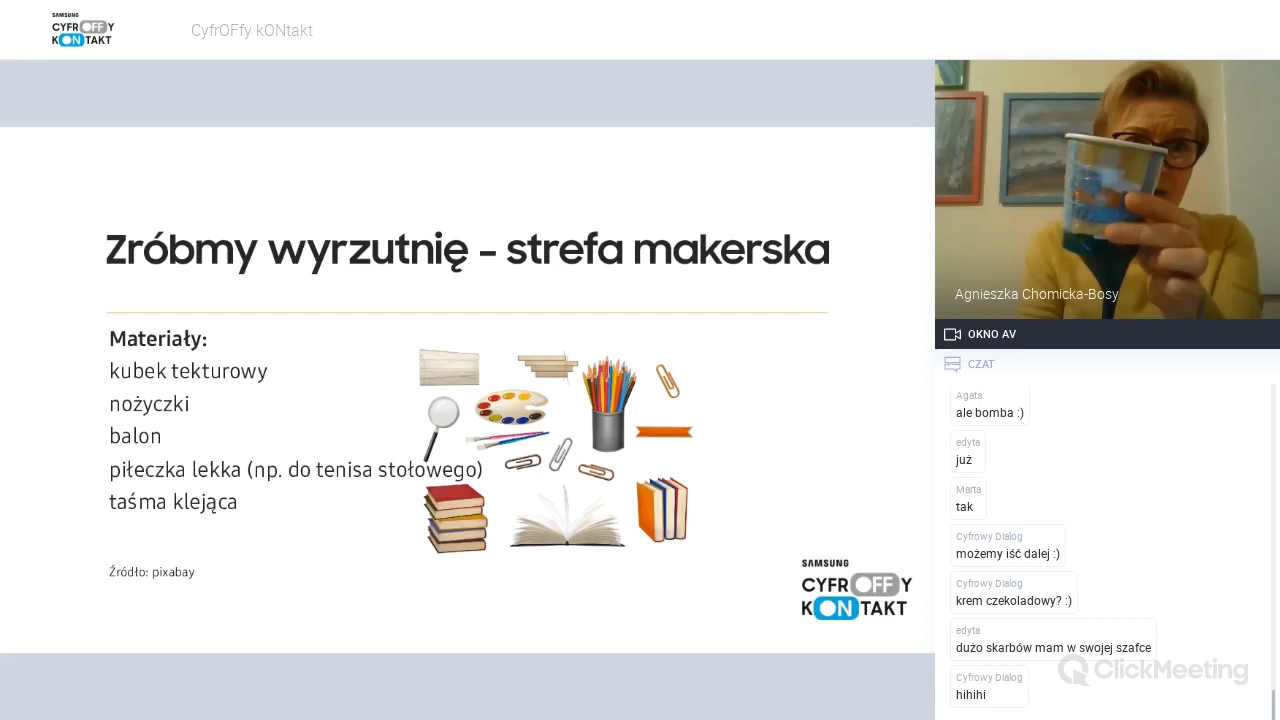 SAMSUNG
CYFROFFY
KONTAKT
CyfrOFfy kONtakt
Zróbmy wyrzutnię - strefa makerska
Materiały:
kubek tekturowy
nożyczki
balon
piłeczka lekka (np. do tenisa stołowego)
taśma klejąca
Źródło: pixabay
SAMSUNG
CYFROFFY
KONTAKT
Agnieszka Chomicka-Bosy
OKNO AV
CZAT
Agata
ale bomba :)
edyta
już
Marta
tak
Cyfrowy Dialog
możemy iść dalej :)
Cyfrowy Dialog
krem czekoladowy? :)
edyta
dużo skarbów mam w swojej szafce
Cyfrowy Dialog
hihihi
ClickMeeting